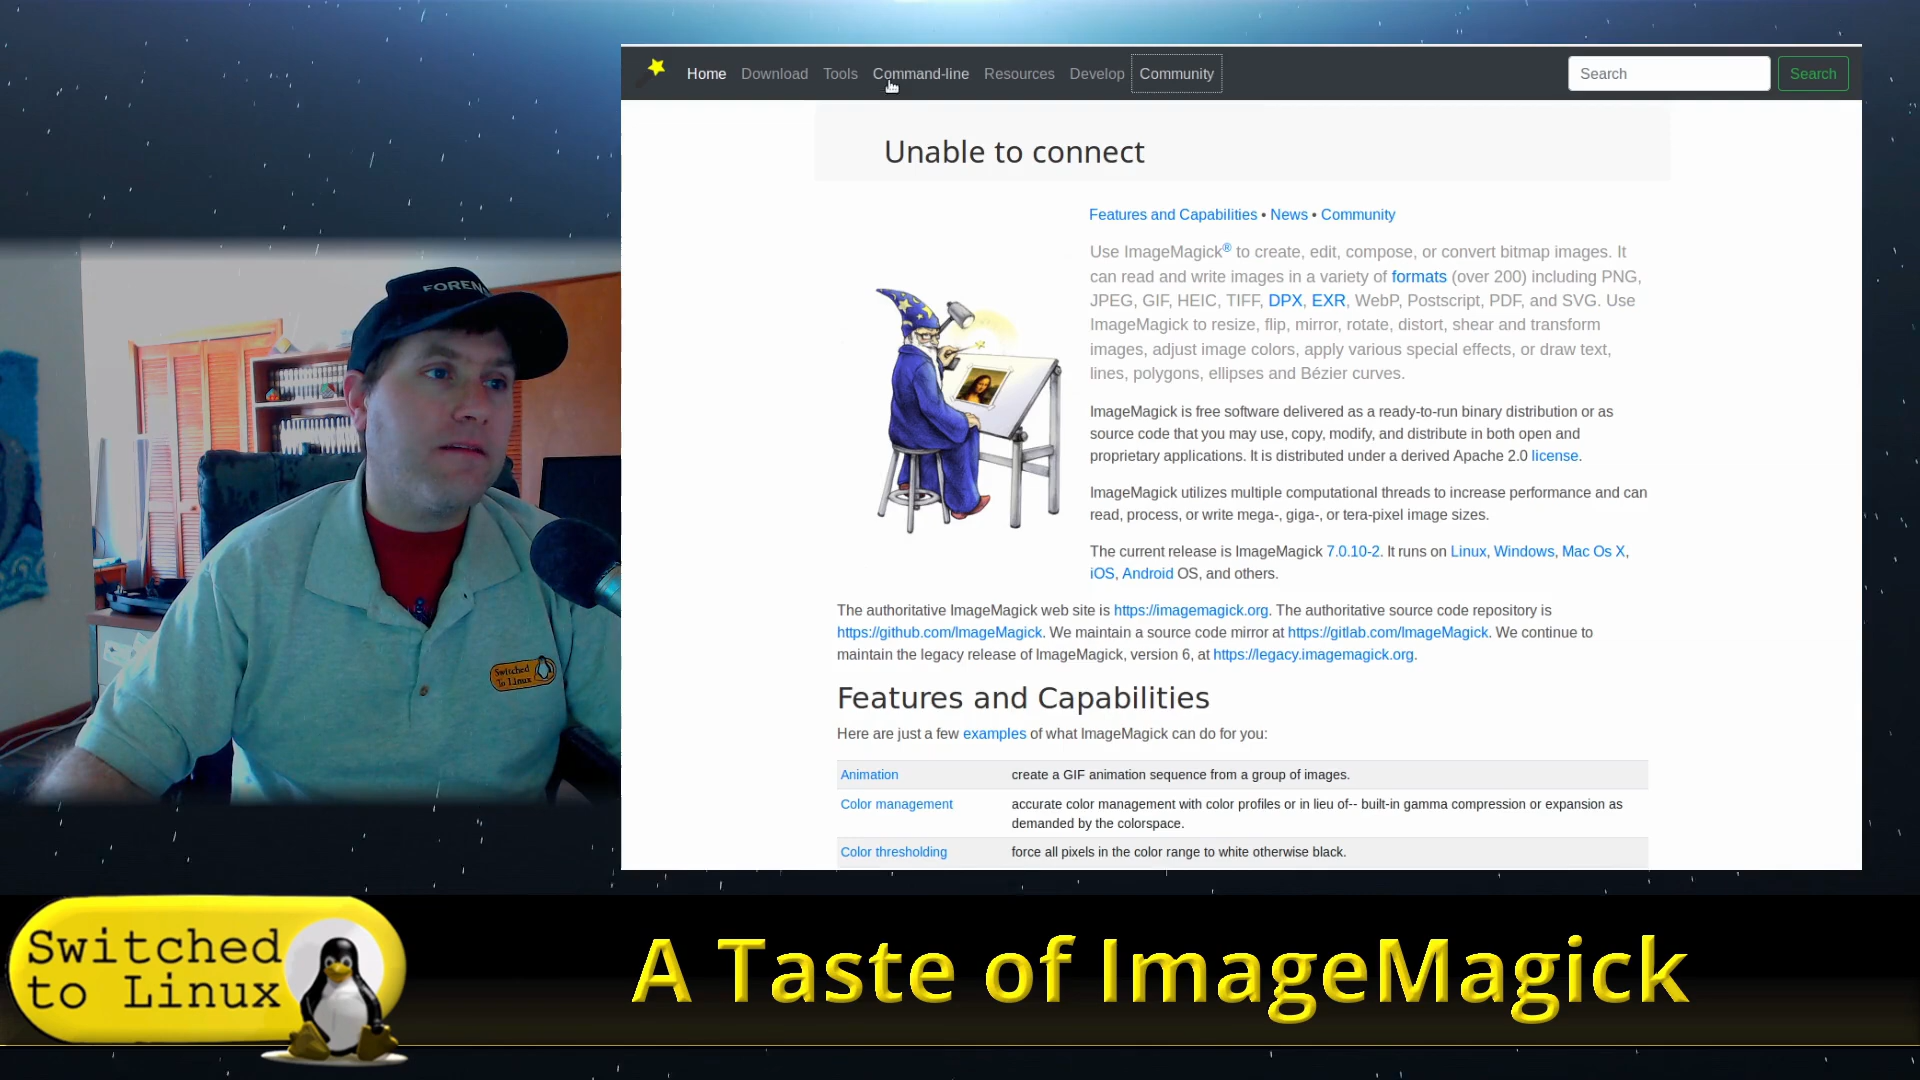 Home Download Tools Command-line Resources Develop Community Search Search
Unable to connect
Features and Capabilities • News • Community
Use ImageMagick® to create, edit, compose, or convert bitmap images. It
can read and write images in a variety of formats (over 200) including PNG,
JPEG, GIF, HEIC, TIFF, DPX, EXR, WebP, Postscript, PDF, and SVG. Use
ImageMagick to resize, flip, mirror, rotate, distort, shear and transform
images, adjust image colors, apply various special effects, or draw text,
lines, polygons, ellipses and Bézier curves.
ImageMagick is free software delivered as a ready-to-run binary distribution or as
source code that you may use, copy, modify, and distribute in both open and
proprietary applications. It is distributed under a derived Apache 2.0 license.
ImageMagick utilizes multiple computational threads to increase performance and can
read, process, or write mega-, giga-, or tera-pixel image sizes.
The current release is ImageMagick 7.0.10-2. It runs on Linux, Windows, Mac Os X,
iOS, Android OS, and others.
The authoritative ImageMagick web site is https://imagemagick.org. The authoritative source code repository is
https://github.com/ImageMagick. We maintain a source code mirror at https://gitlab.com/ImageMagick. We continue to
maintain the legacy release of ImageMagick, version 6, at https://legacy.imagemagick.org.
Features and Capabilities
Here are just a few examples of what ImageMagick can do for you:
Animation create a GIF animation sequence from a group of images.
Color management accurate color management with color profiles or in lieu of-- built-in gamma compression or expansion as
demanded by the colorspace.
Color thresholding force all pixels in the color range to white otherwise black.
Switched
To Linux
Switched
to Linux
A Taste of ImageMagick